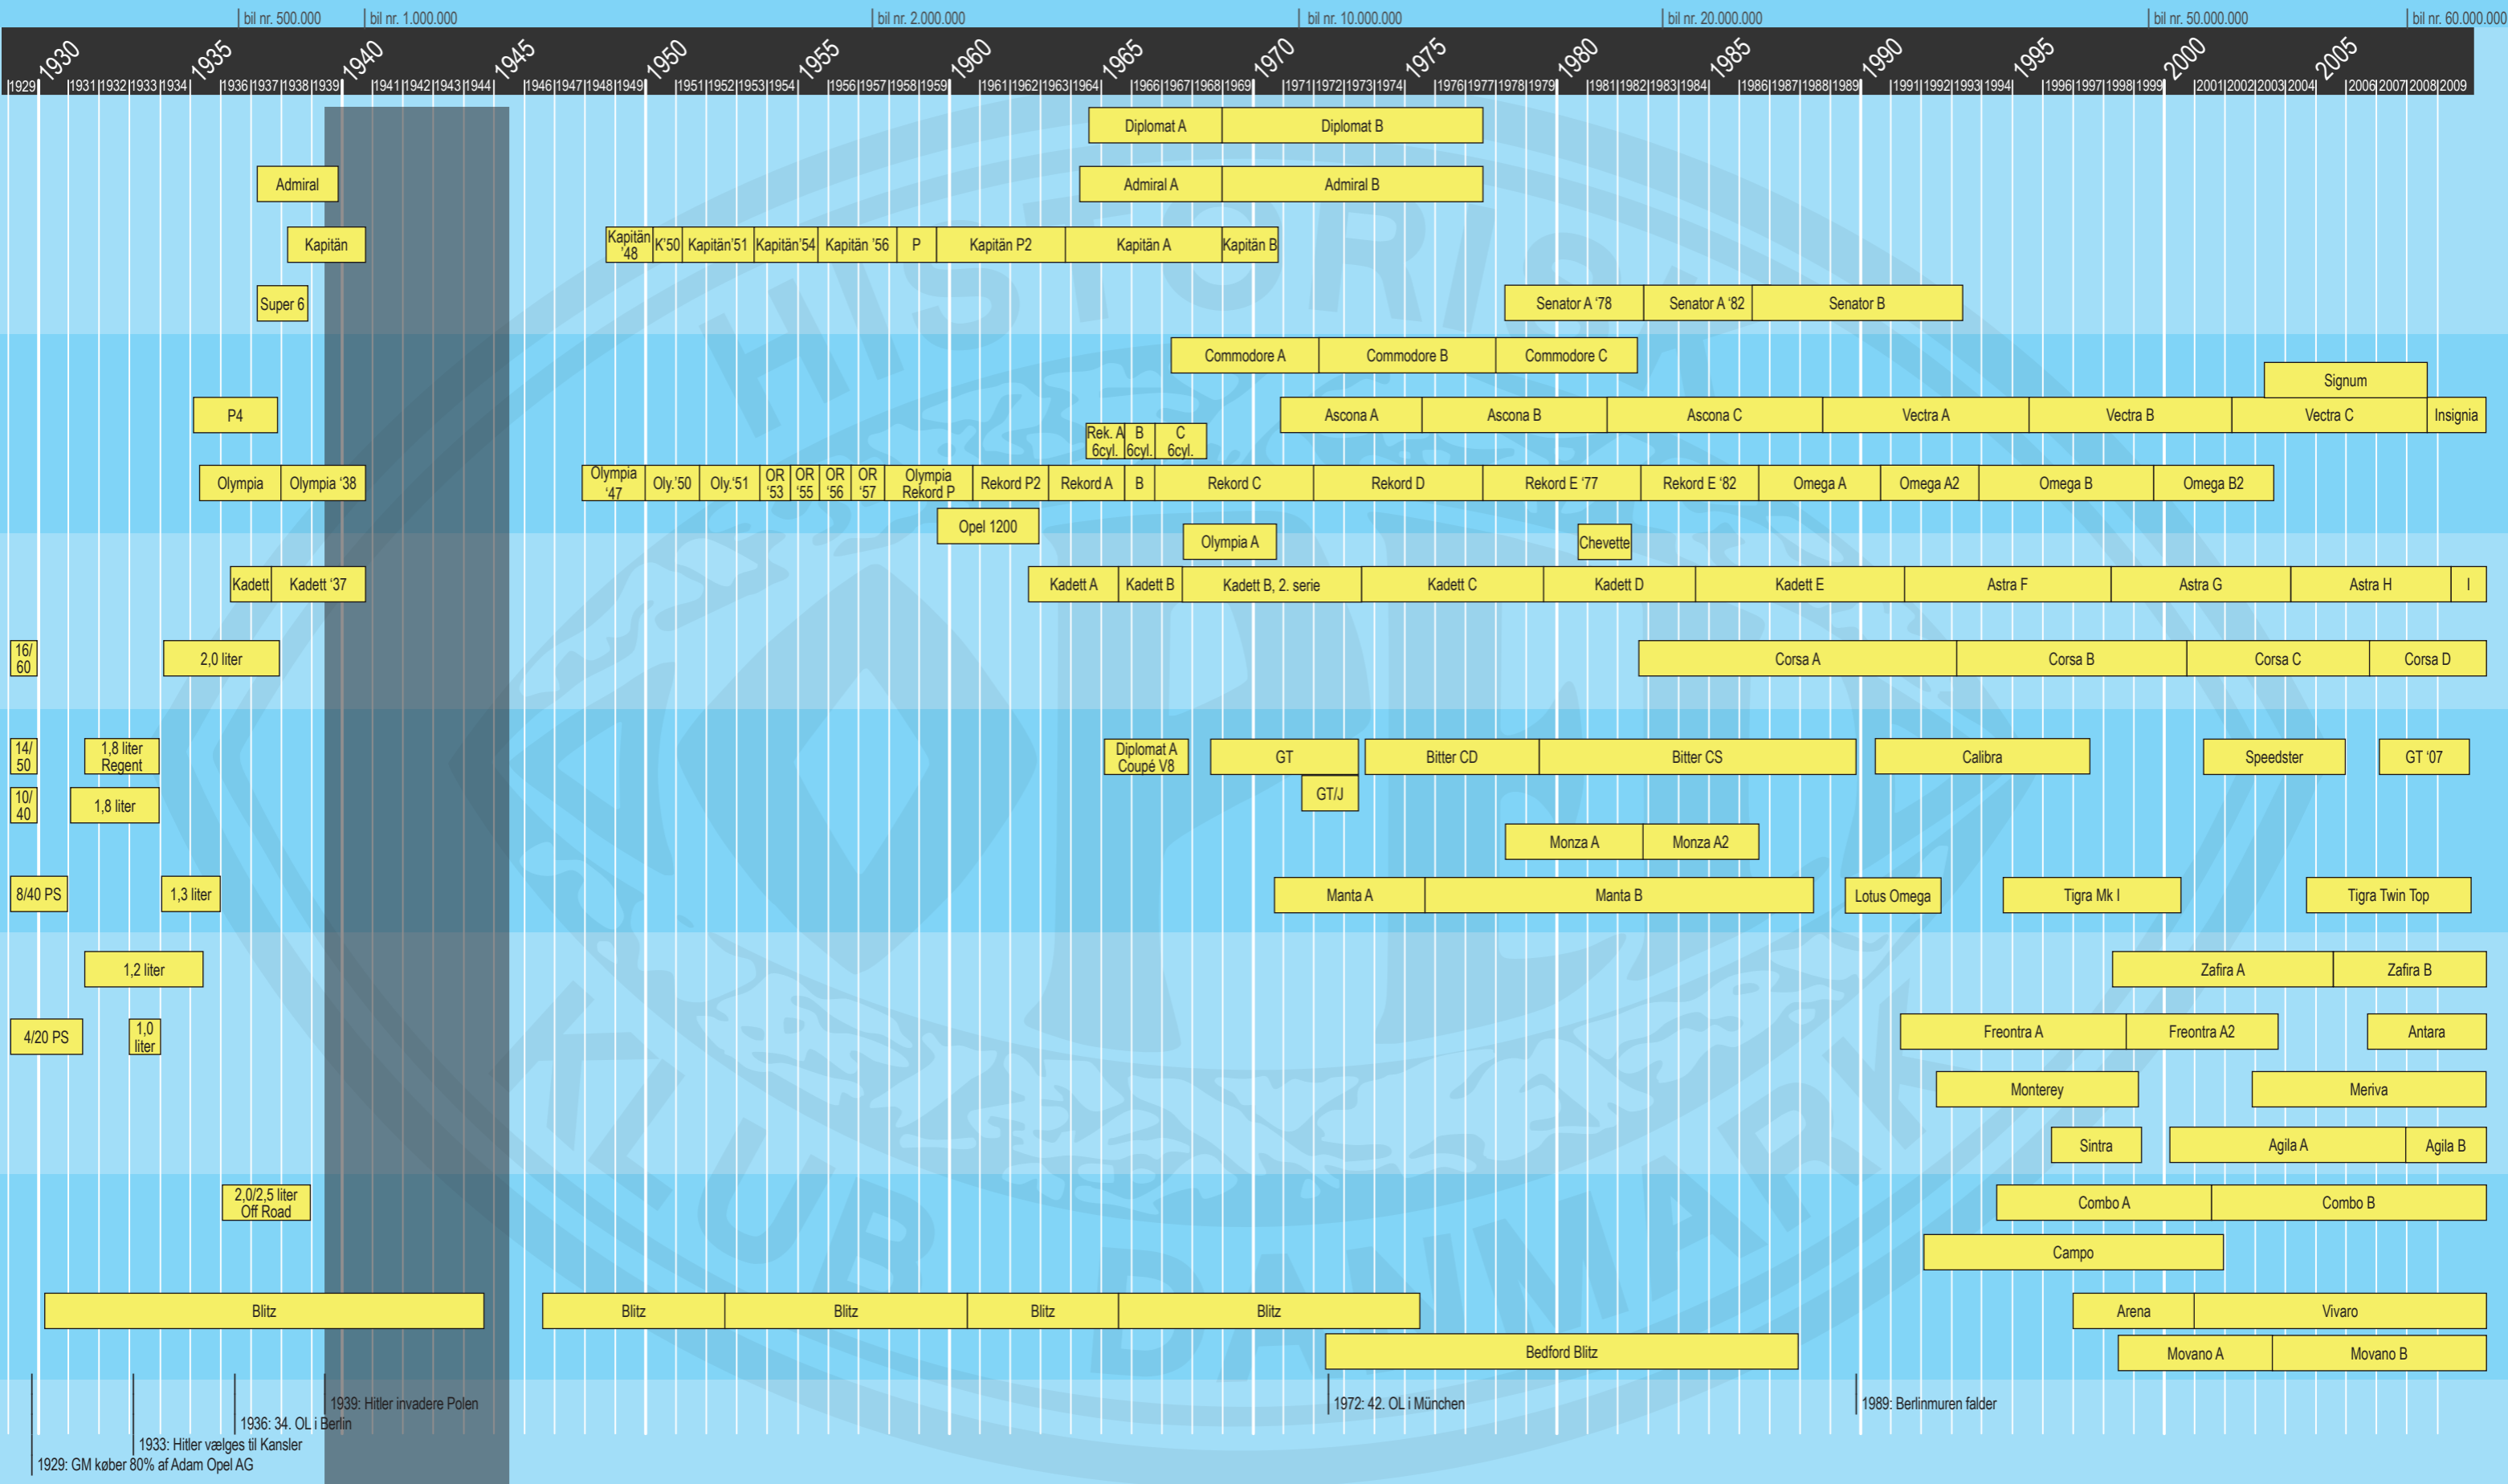 bil nr. 500.000
bil nr. 1.000.000
bil nr. 2.000.000
bil nr. 10.000.000
bil nr. 20.000.000
bil nr. 50.000.000
bil nr. 60.000.000
1930 1935 1940 1945 1950 1955 1960 1965 1970 1975 1980 1985 1990 1995 2000 2005
1929 1931 1932 1933 1934 1936 1937 1938 1939 1941 1942 1943 1944 1946 1947 1948 1949 1951 1952 1953 1954 1956 1957 1958 1959 1961 1962 1963 1964 1966 1967 1968 1969 1971 1972 1973 1974 1976 1977 1978 1979 1981 1982 1983 1984 1986 1987 1988 1989 1991 1992 1993 1994 1996 1997 1998 1999 2001 2002 2003 2004 2006 2007 2008 2009
Diplomat A
Diplomat B
Admiral
Admiral A
Admiral B
Kapitän
Kapitän
'48
K'50
Kapitän'51
Kapitän'54
Kapitän '56
P
Kapitän P2
Kapitän A
Kapitän B
Super 6
Senator A ‘78
Senator A ‘82
Senator B
Commodore A
Commodore B
Commodore C
Signum
P4
Ascona A
Ascona B
Ascona C
Vectra A
Vectra B
Vectra C
Insignia
Rek. A
6cyl.
B
6cyl.
C
6cyl.
Olympia
Olympia ‘38
Olympia
‘47
Oly.’50
Oly.‘51
OR
‘53
OR
‘55
OR
‘56
OR
‘57
Olympia
Rekord P
Rekord P2
Rekord A
B
Rekord C
Rekord D
Rekord E ‘77
Rekord E ‘82
Omega A
Omega A2
Omega B
Omega B2
Opel 1200
Olympia A
Chevette
Kadett
Kadett ‘37
Kadett A
Kadett B
Kadett B, 2. serie
Kadett C
Kadett D
Kadett E
Astra F
Astra G
Astra H
I
16/
60
2,0 liter
Corsa A
Corsa B
Corsa C
Corsa D
14/
50
1,8 liter
Regent
Diplomat A
Coupé V8
GT
Bitter CD
Bitter CS
Calibra
Speedster
GT ‘07
10/
40
1,8 liter
GT/J
Monza A
Monza A2
8/40 PS
1,3 liter
Manta A
Manta B
Lotus Omega
Tigra Mk I
Tigra Twin Top
1,2 liter
Zafira A
Zafira B
4/20 PS
1,0
liter
Freontra A
Freontra A2
Antara
Monterey
Meriva
Sintra
Agila A
Agila B
2,0/2,5 liter
Off Road
Combo A
Combo B
Campo
Blitz
Blitz
Blitz
Blitz
Blitz
Arena
Vivaro
Bedford Blitz
Movano A
Movano B
1939: Hitler invadere Polen
1972: 42. OL i München
1989: Berlinmuren falder
1936: 34. OL i Berlin
1933: Hitler vælges til Kansler
1929: GM køber 80% af Adam Opel AG
HISTORISK
OPEL
KLUB DANMARK